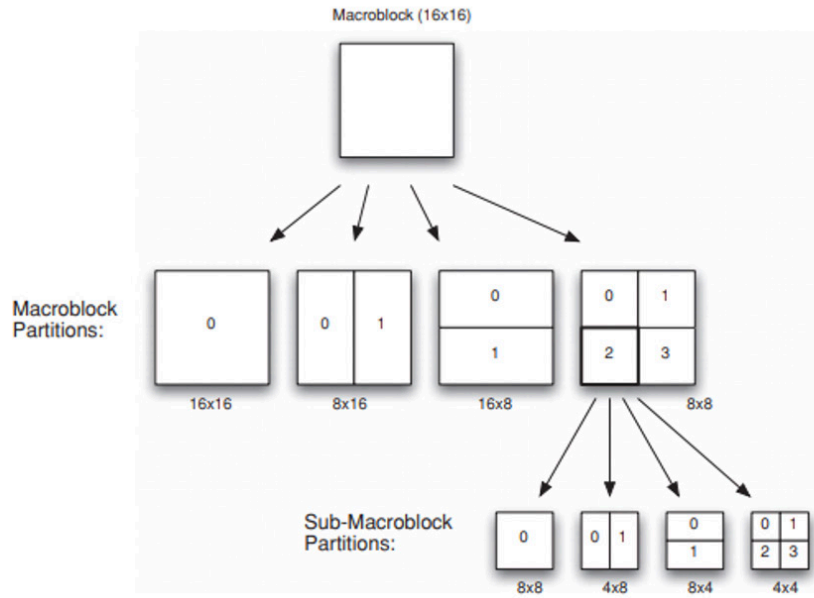 Macroblock (16x16)
Macroblock
Partitions:
0
0 1
0
1
0 1
2 3
16x16
8x16
16x8
8x8
Sub-Macroblock
Partitions:
0
0 1
0
1
0 1
2 3
8x8
4x8
8x4
4x4